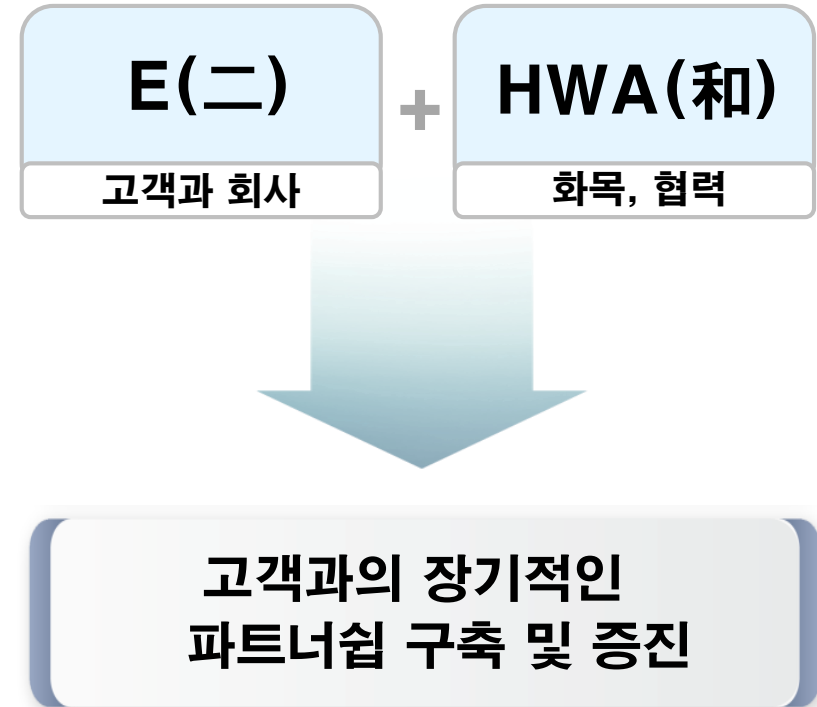 E(二) + HWA(和)
고객과 회사
화목, 협력
고객과의 장기적인
파트너쉽 구축 및 증진